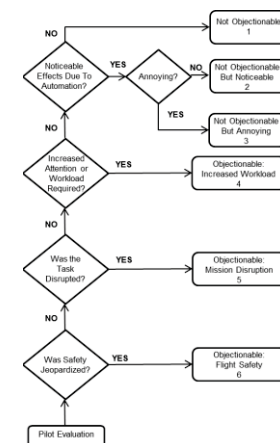 Not Objectionable
1
NO
Noticeable
Effects Due To
Automation?
YES
Annoying?
NO
Not Objectionable
But Noticeable
2
YES
Not Objectionable
But Annoying
3
NO
Increased
Attention or
Workload
Required?
YES
Objectionable:
Increased Workload
4
NO
Was the
Task
Disrupted?
YES
Objectionable:
Mission Disruption
5
NO
Was Safety
Jeopardized?
YES
Objectionable:
Flight Safety
6
Pilot Evaluation